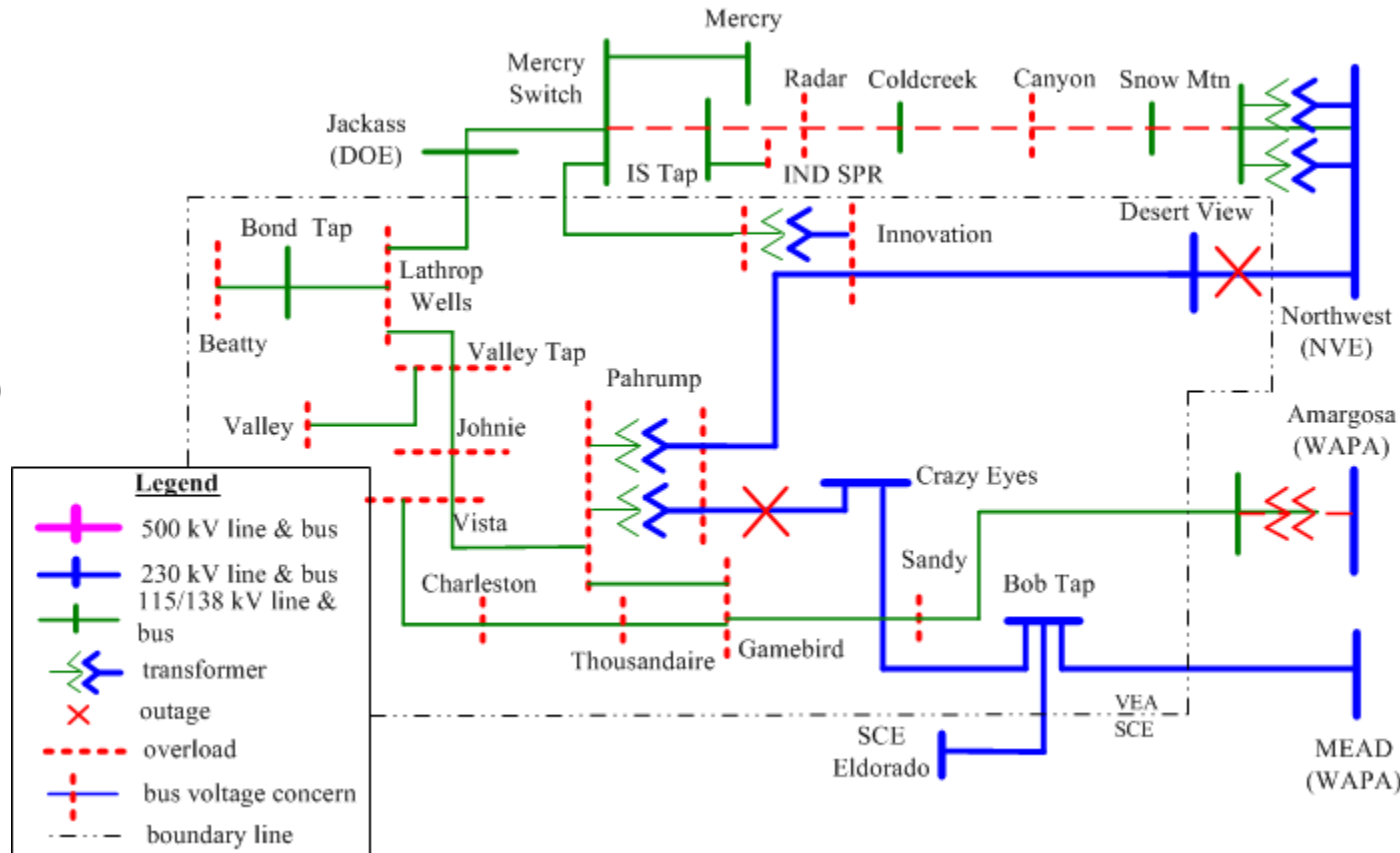 Mercry
Mercry
Switch
Radar
Coldcreek
Canyon
Snow Mtn
Jackass
(DOE)
IS Tap
IND SPR
Desert View
Bond Tap
Innovation
Lathrop
Wells
Beatty
Northwest
(NVE)
Valley Tap
Pahrump
Valley
Johnie
Amargosa
(WAPA)
Crazy Eyes
Vista
Sandy
Charleston
Bob Tap
Thousandaire
Gamebird
VEA
SCE
SCE
Eldorado
MEAD
(WAPA)
Legend
500 kV line & bus
230 kV line & bus
115/138 kV line &
bus
transformer
outage
overload
bus voltage concern
boundary line